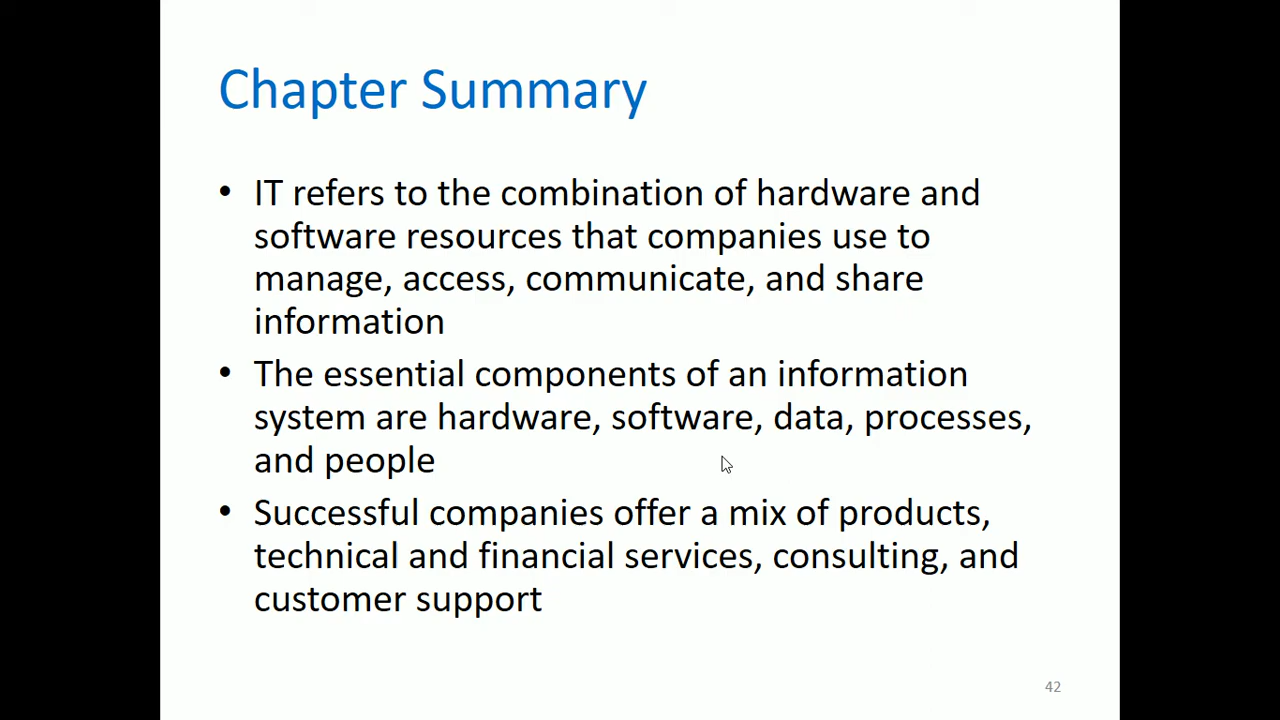 Chapter Summary
• IT refers to the combination of hardware and
software resources that companies use to
manage, access, communicate, and share
information
• The essential components of an information
system are hardware, software, data, processes,
and people
• Successful companies offer a mix of products,
technical and financial services, consulting, and
customer support
42